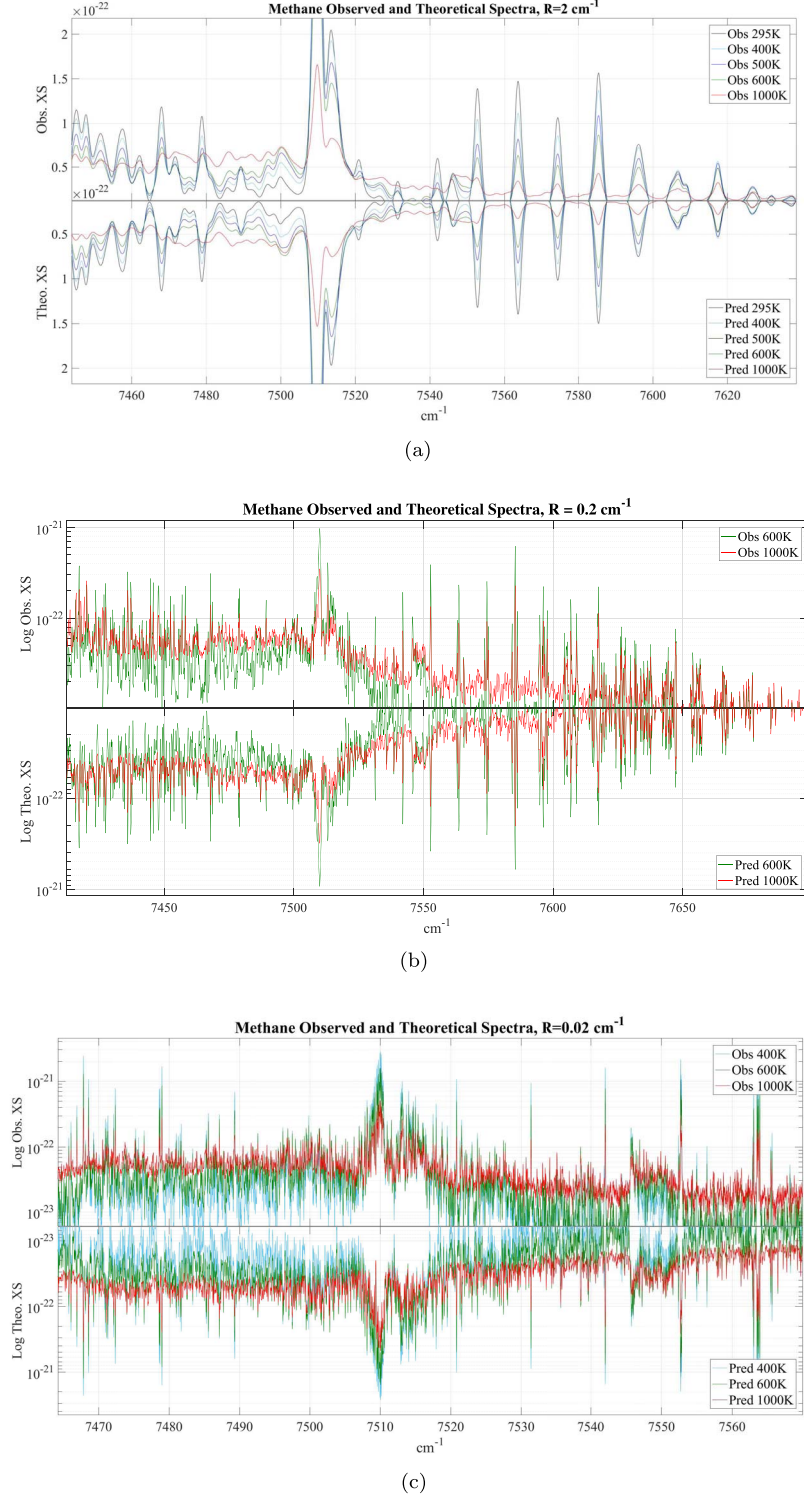 Methane Observed and Theoretical Spectra, R=2 cm⁻¹
×10⁻²²
2
1.5
1
0.5
×10⁻²²
0.5
1
1.5
2
Obs. XS
Theo. XS
Obs 295K
Obs 400K
Obs 500K
Obs 600K
Obs 1000K
Pred 295K
Pred 400K
Pred 500K
Pred 600K
Pred 1000K
7460 7480 7500 7520 7540 7560 7580 7600 7620
cm⁻¹
(a)
Methane Observed and Theoretical Spectra, R = 0.2 cm⁻¹
10⁻²¹
10⁻²²
10⁻²²
10⁻²¹
Log Obs. XS
Log Theo. XS
Obs 600K
Obs 1000K
Pred 600K
Pred 1000K
7450 7500 7550 7600 7650
cm⁻¹
(b)
Methane Observed and Theoretical Spectra, R=0.02 cm⁻¹
10⁻²¹
10⁻²²
10⁻²³
10⁻²³
10⁻²²
10⁻²¹
Log Obs. XS
Log Theo. XS
Obs 400K
Obs 600K
Obs 1000K
Pred 400K
Pred 600K
Pred 1000K
7470 7480 7490 7500 7510 7520 7530 7540 7550 7560
cm⁻¹
(c)